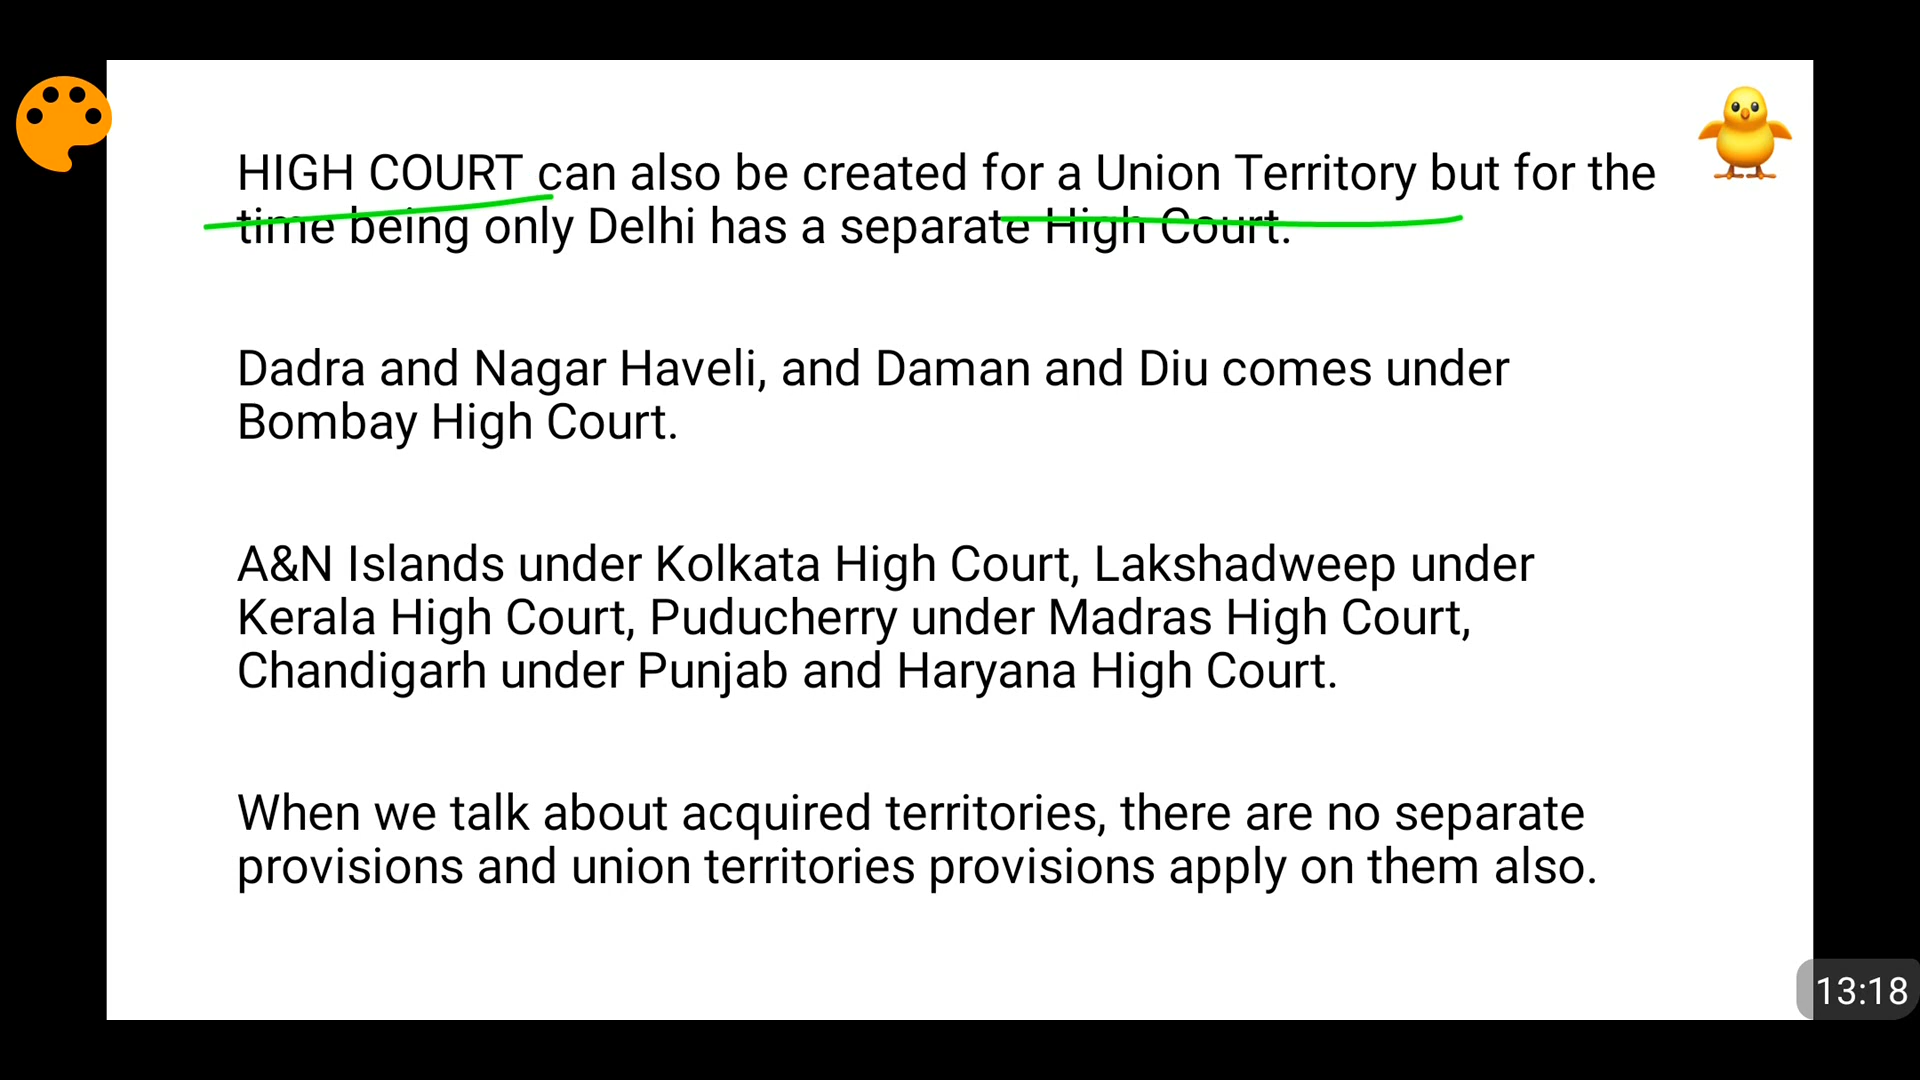 HIGH COURT can also be created for a Union Territory but for the
time being only Delhi has a separate High Court.
Dadra and Nagar Haveli, and Daman and Diu comes under
Bombay High Court.
A&N Islands under Kolkata High Court, Lakshadweep under
Kerala High Court, Puducherry under Madras High Court,
Chandigarh under Punjab and Haryana High Court.
When we talk about acquired territories, there are no separate
provisions and union territories provisions apply on them also.
13:18